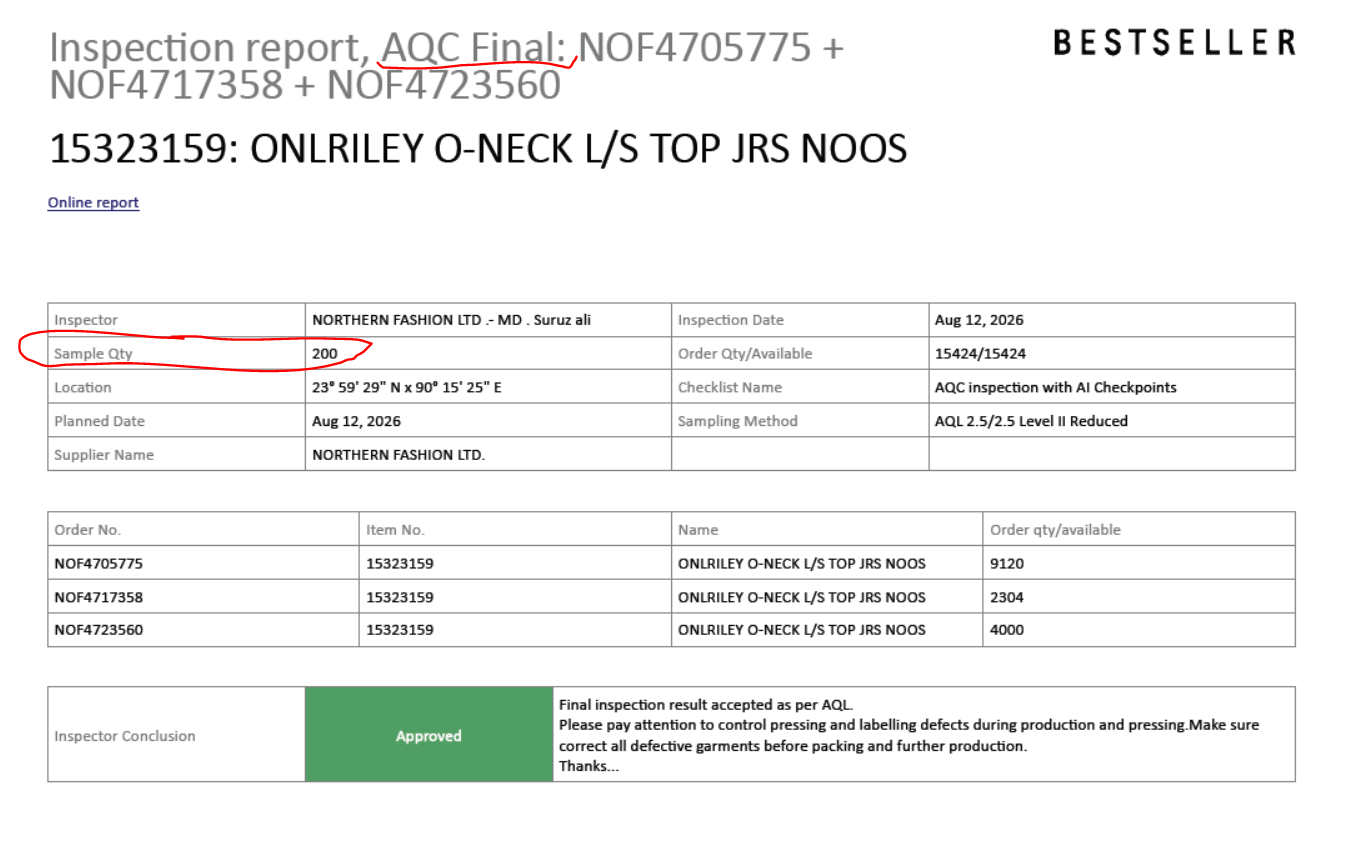 Inspection report, AQC Final: NOF4705775 +
NOF4717358 + NOF4723560
BESTSELLER
15323159: ONLRILEY O-NECK L/S TOP JRS NOOS
Online report
Inspector NORTHERN FASHION LTD .- MD . Suruz ali Inspection Date Aug 12, 2026
Sample Qty 200 Order Qty/Available 15424/15424
Location 23° 59' 29" N x 90° 15' 25" E Checklist Name AQC inspection with AI Checkpoints
Planned Date Aug 12, 2026 Sampling Method AQL 2.5/2.5 Level II Reduced
Supplier Name NORTHERN FASHION LTD.
Order No. Item No. Name Order qty/available
NOF4705775 15323159 ONLRILEY O-NECK L/S TOP JRS NOOS 9120
NOF4717358 15323159 ONLRILEY O-NECK L/S TOP JRS NOOS 2304
NOF4723560 15323159 ONLRILEY O-NECK L/S TOP JRS NOOS 4000
Inspector Conclusion Approved
Final inspection result accepted as per AQL.
Please pay attention to control pressing and labelling defects during production and pressing.Make sure
correct all defective garments before packing and further production.
Thanks...